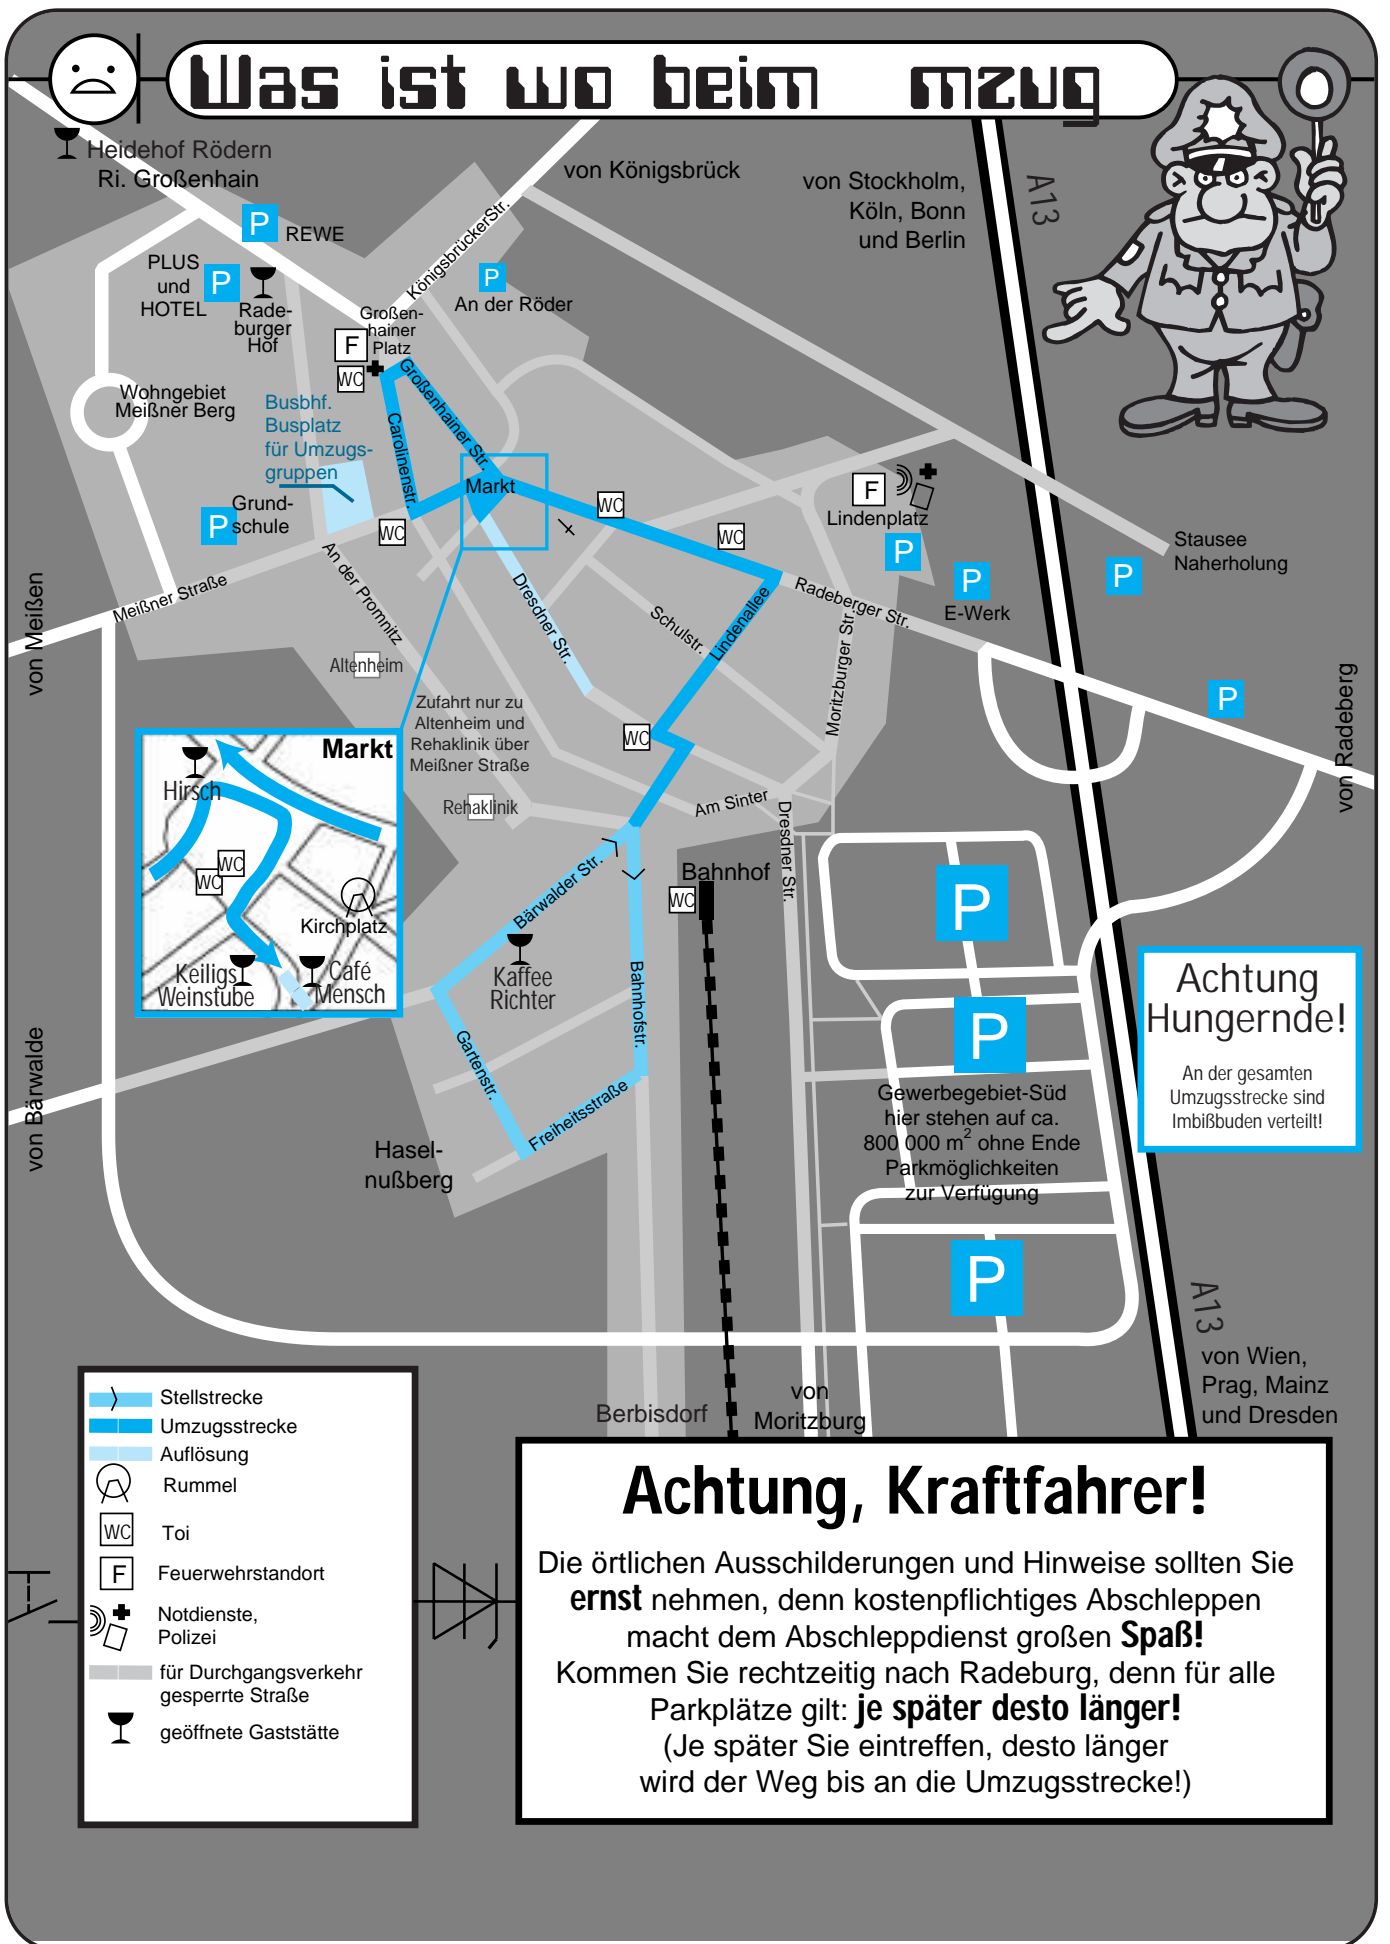 Was ist wo beim mzug
Heidehof Rödern
Ri. Großenhain
von Königsbrück
von Stockholm,
Köln, Bonn
und Berlin
A13
P
REWE
KönigsbrückerStr.
PLUS
und
HOTEL
P
Rade-
burger
Hof
P
An der Röder
Großen-
hainer
Platz
F
WC
Großenhainer Str.
Carolinenstr.
Wohngebiet
Meißner Berg
Busbhf.
Busplatz
für Umzugs-
gruppen
Markt
WC
WC
WC
F
Lindenplatz
P
P
Grund-
schule
Stausee
Naherholung
P
P
E-Werk
von Meißen
Meißner Straße
An der Promnitz
Dresdner Str.
Schulstr.
Lindenallee
Radeberger Str.
Moritzburger Str.
Altenheim
Zufahrt nur zu
Altenheim und
Rehaklinik über
Meißner Straße
WC
P
von Radeberg
Markt
Hirsch
WC
WC
Kirchplatz
Keiligs
Weinstube
Café
Mensch
Rehaklinik
Am Sinter
Dresdner Str.
Bahnhof
WC
Bärwalder Str.
Kaffee
Richter
Bahnhofstr.
Gartenstr.
Freiheitsstraße
von Bärwalde
Hasel-
nußberg
P
P
Gewerbegebiet-Süd
hier stehen auf ca.
800 000 m² ohne Ende
Parkmöglichkeiten
zur Verfügung
P
Achtung
Hungernde!
An der gesamten
Umzugsstrecke sind
Imbißbuden verteilt!
A13
von Wien,
Prag, Mainz
und Dresden
Berbisdorf
von
Moritzburg
Stellstrecke
Umzugsstrecke
Auflösung
Rummel
WC Toi
F Feuerwehrstandort
Notdienste,
Polizei
für Durchgangsverkehr
gesperrte Straße
geöffnete Gaststätte
Achtung, Kraftfahrer!
Die örtlichen Ausschilderungen und Hinweise sollten Sie
ernst nehmen, denn kostenpflichtiges Abschleppen
macht dem Abschleppdienst großen Spaß!
Kommen Sie rechtzeitig nach Radeburg, denn für alle
Parkplätze gilt: je später desto länger!
(Je später Sie eintreffen, desto länger
wird der Weg bis an die Umzugsstrecke!)